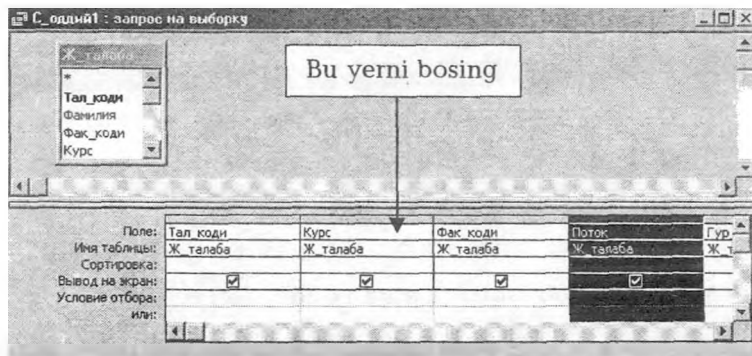 С_оддий1 : запрос на выборку
Ж_талаба
*
Тал_коди
Фамилия
Фак_коди
Курс
Bu yerni bosing
Поле: Тал_коди Курс Фак_коди Поток Гур
Имя таблицы: Ж_талаба Ж_талаба Ж_талаба Ж_талаба Ж_т
Сортировка:
Вывод на экран:
Условие отбора:
или: